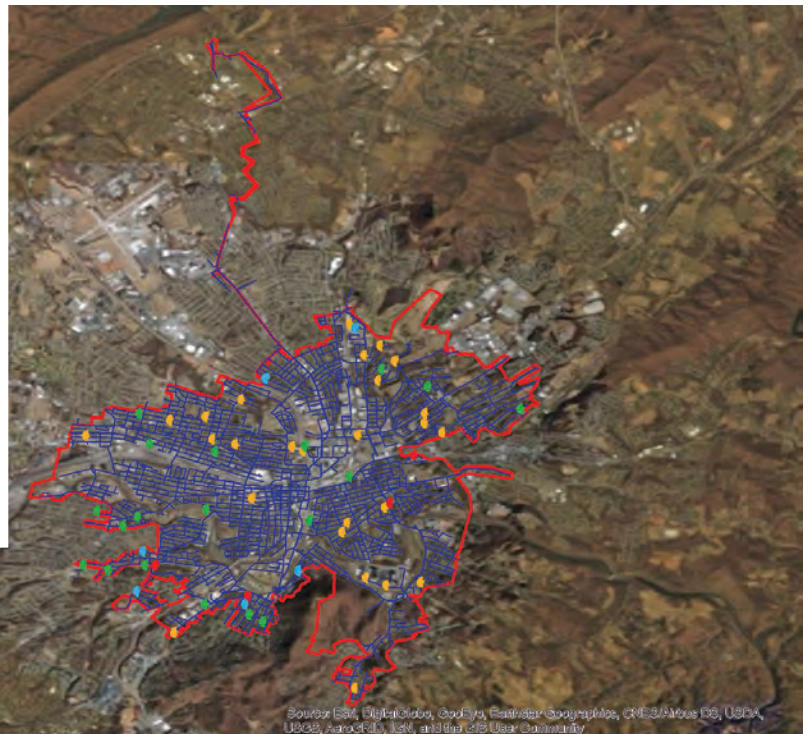 Source: Esri, DigitalGlobe, GeoEye, Earthstar Geographics, CNES/Airbus DS, USDA,
USGS, AeroGRID, IGN, and the GIS User Community